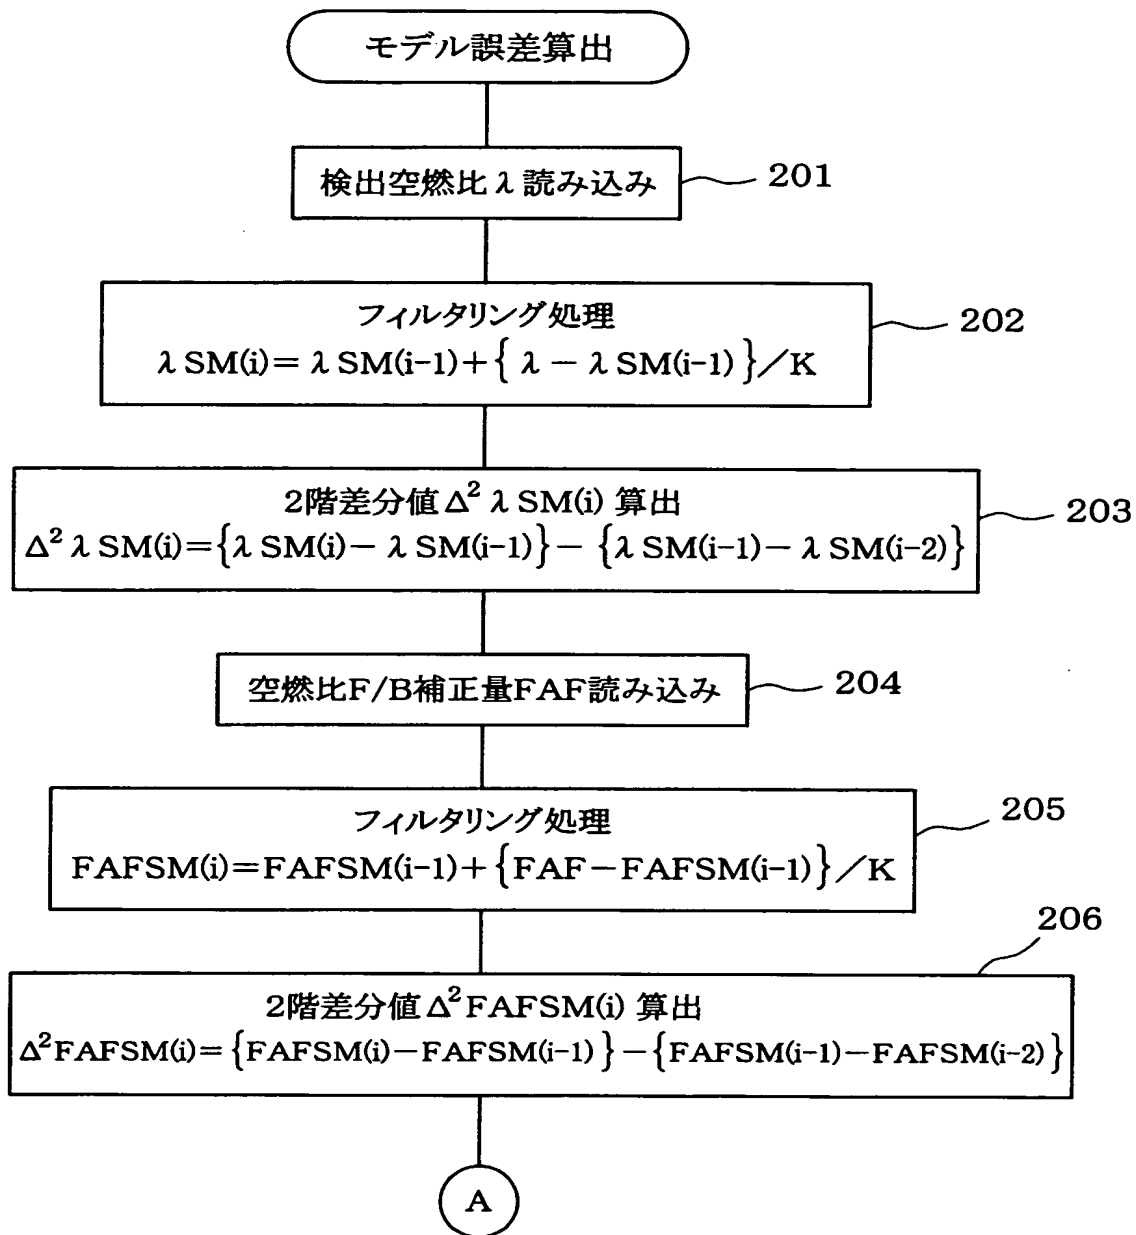 モデル誤差算出
検出空燃比λ読み込み
201
フィルタリング処理
λSM(i)=λSM(i-1)+{λ-λSM(i-1)}/K
202
2階差分値Δ²λSM(i)算出
Δ²λSM(i)={λSM(i)-λSM(i-1)}-{λSM(i-1)-λSM(i-2)}
203
空燃比F/B補正量FAF読み込み
204
フィルタリング処理
FAFSM(i)=FAFSM(i-1)+{FAF-FAFSM(i-1)}/K
205
206
2階差分値Δ²FAFSM(i)算出
Δ²FAFSM(i)={FAFSM(i)-FAFSM(i-1)}-{FAFSM(i-1)-FAFSM(i-2)}
A